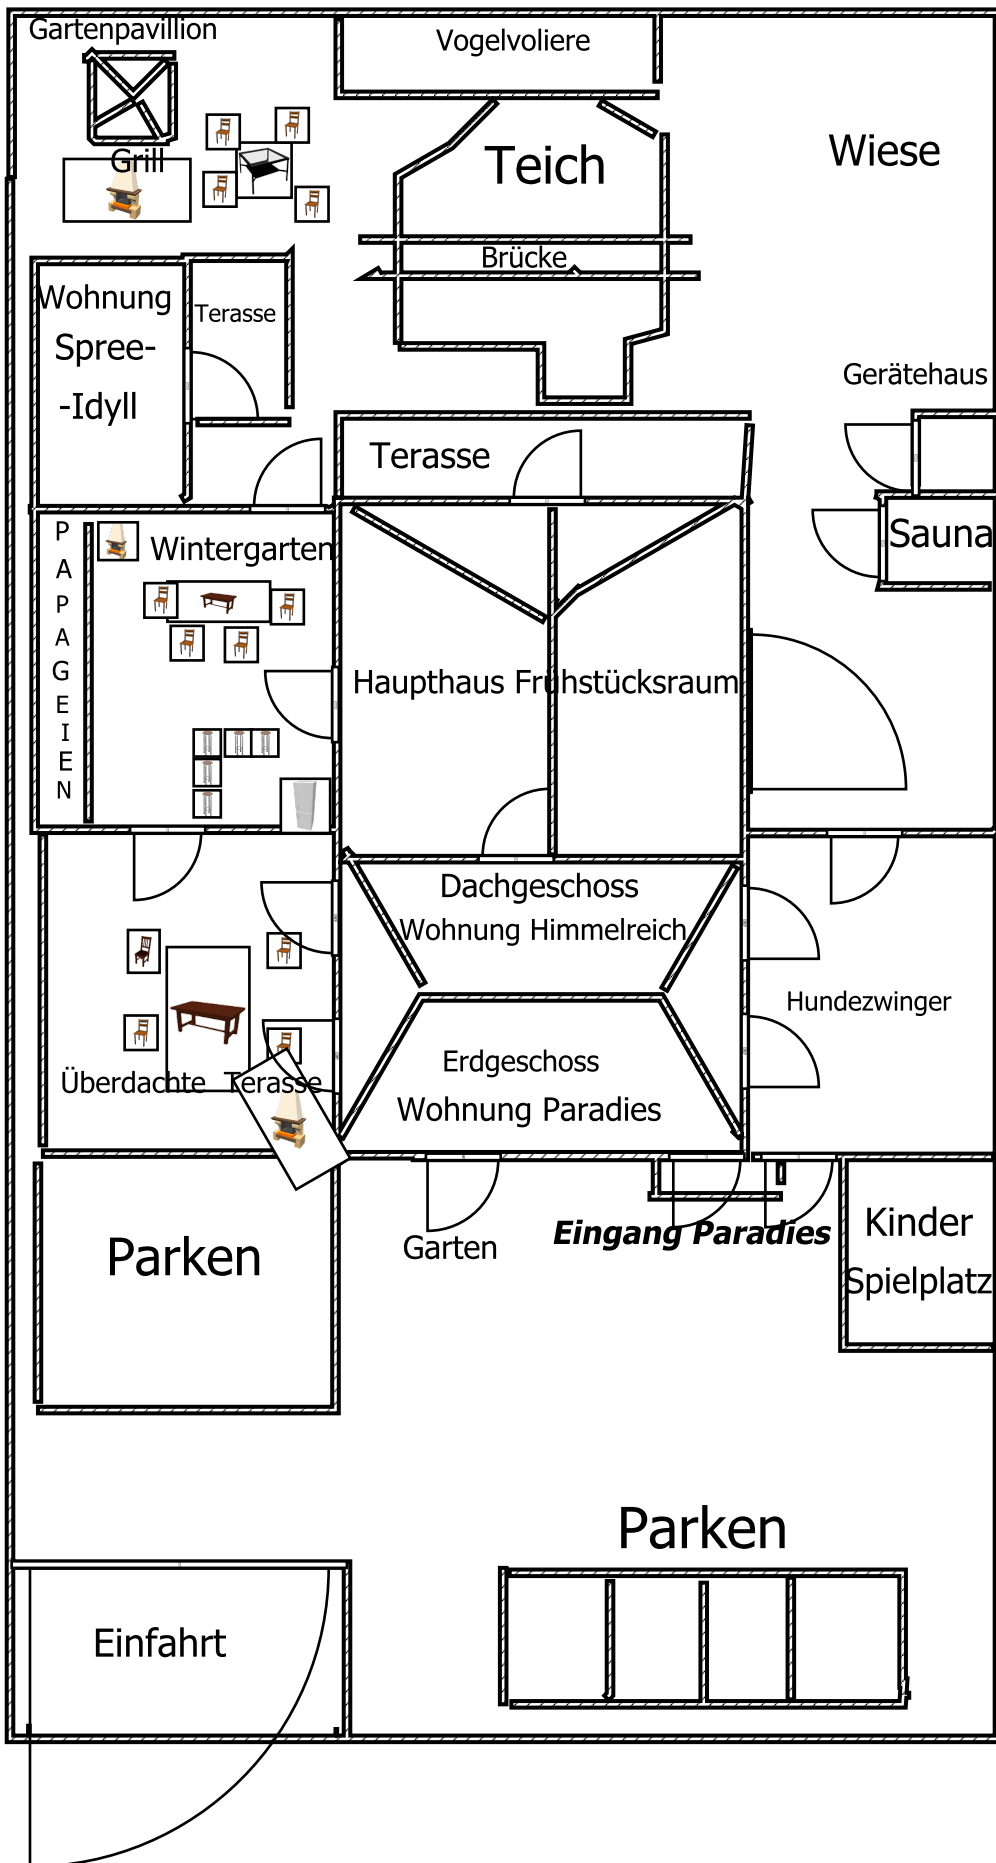 Gartenpavillion
Vogelvoliere
Grill
Teich
Wiese
Brücke
Wohnung
Spree-
-Idyll
Terasse
Gerätehaus
Terasse
Sauna
PAPAGEIEN
Wintergarten
Haupthaus Frühstücksraum
Dachgeschoss
Wohnung Himmelreich
Hundezwinger
Erdgeschoss
Wohnung Paradies
Überdachte Terasse
Parken
Garten
Eingang Paradies
Kinder
Spielplatz
Parken
Einfahrt